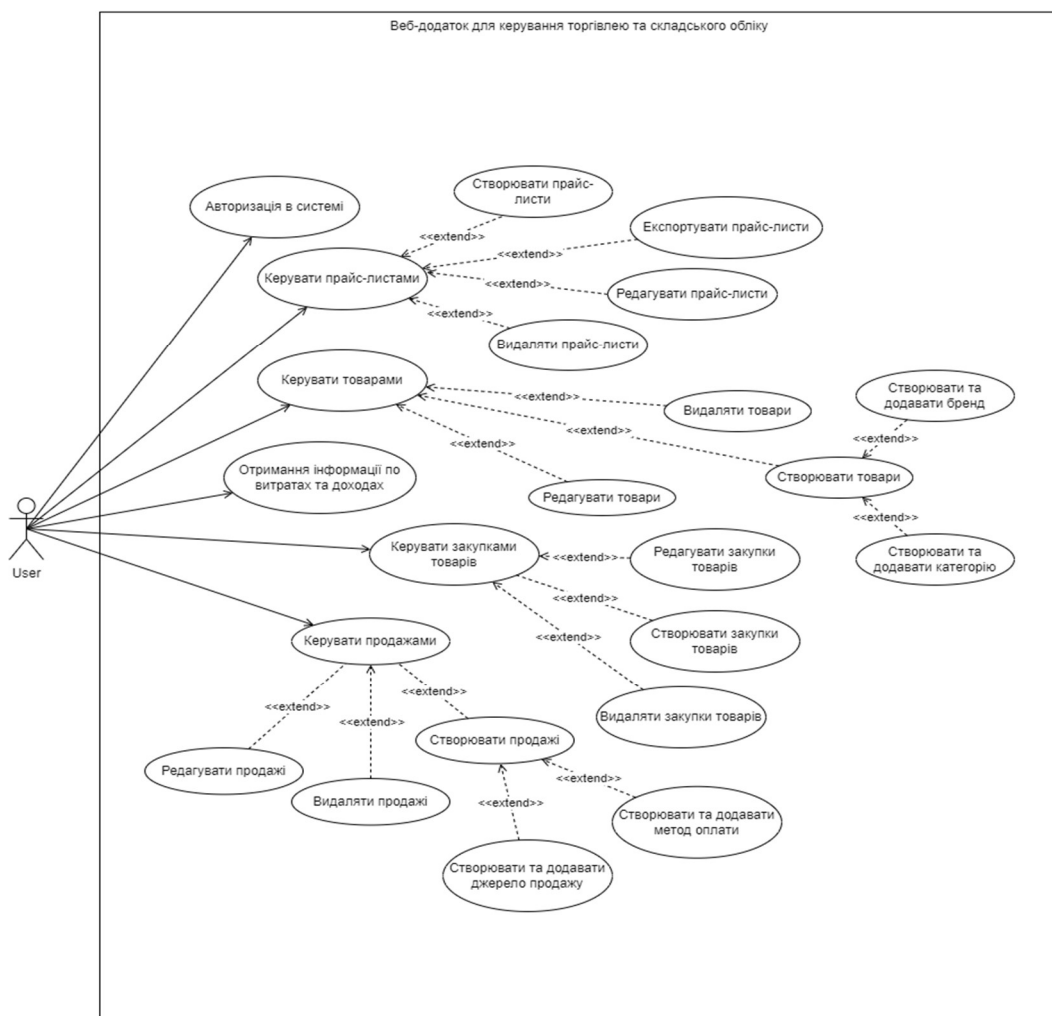 Веб-додаток для керування торгівлею та складського обліку
Створювати прайс-
листи
Авторизація в системі
<<extend>>
Експортувати прайс-листи
<<extend>>
Керувати прайс-листами
<<extend>>
Редагувати прайс-листи
<<extend>>
Видаляти прайс-листи
Керувати товарами
<<extend>>
Видаляти товари
Створювати та
додавати бренд
<<extend>>
<<extend>>
<<extend>>
Отримання інформації по
витратах та доходах
Редагувати товари
Створювати товари
<<extend>>
User
Керувати закупками
товарів
<<extend>>
Редагувати закупки
товарів
Створювати та
додавати категорію
<<extend>>
<<extend>>
Створювати закупки
товарів
Керувати продажами
<<extend>>
<<extend>>
<<extend>>
Видаляти закупки товарів
Створювати продажі
Редагувати продажі
Видаляти продажі
<<extend>>
<<extend>>
Створювати та додавати
метод оплати
Створювати та додавати
джерело продажу